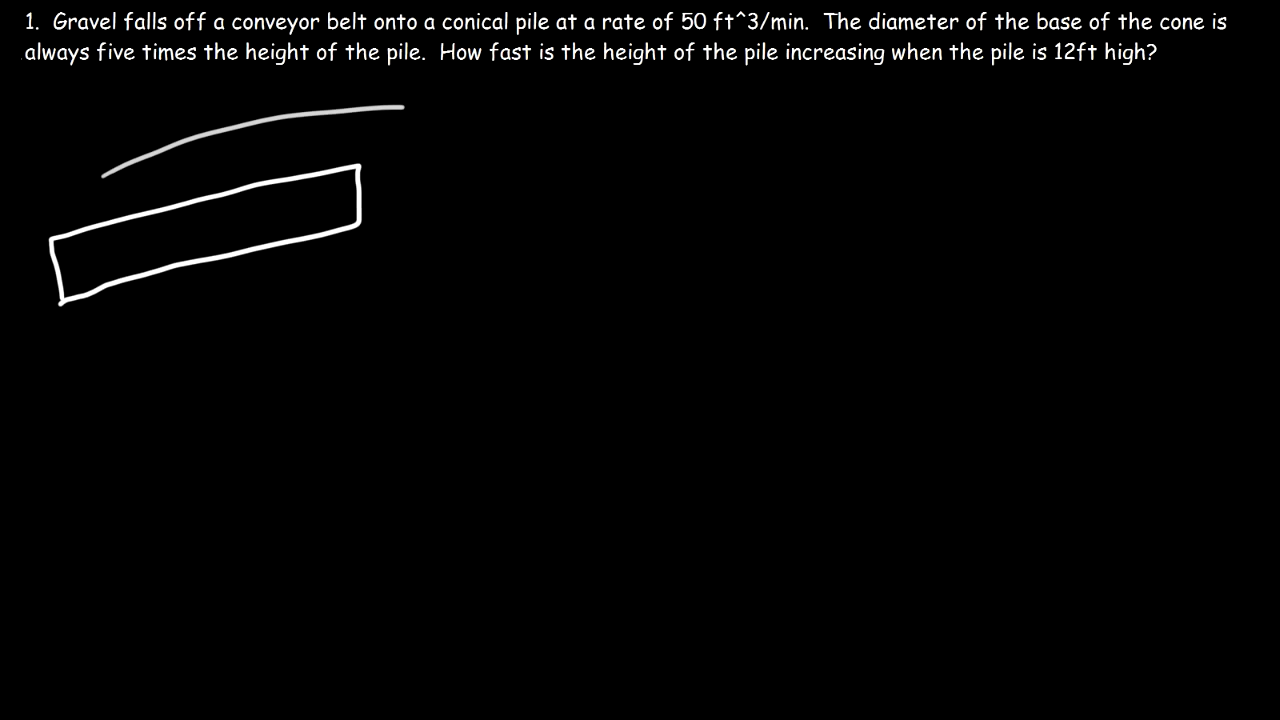 1.  Gravel falls off a conveyor belt onto a conical pile at a rate of 50 ft^3/min.  The diameter of the base of the cone is
always five times the height of the pile.  How fast is the height of the pile increasing when the pile is 12ft high?